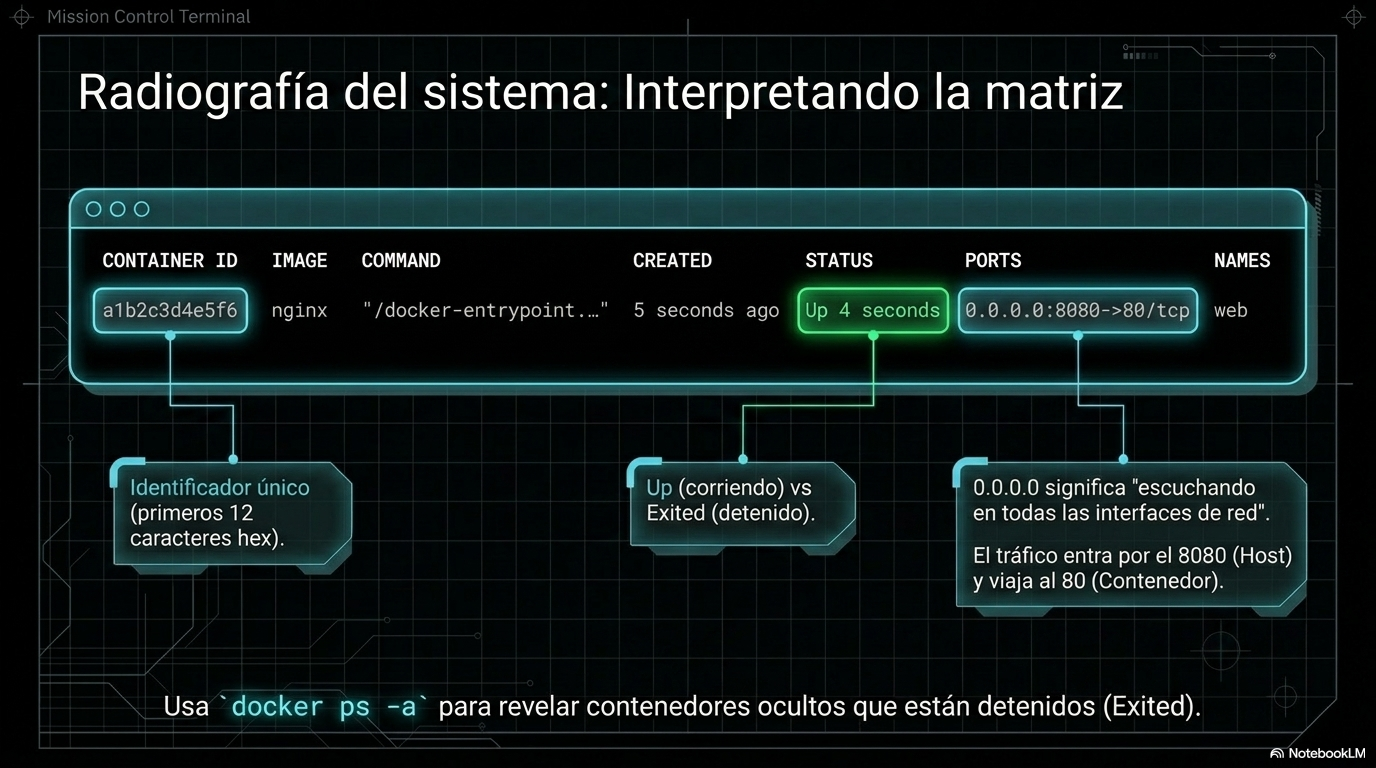 Mission Control Terminal
Radiografía del sistema: Interpretando la matriz
CONTAINER ID IMAGE COMMAND CREATED STATUS PORTS NAMES
a1b2c3d4e5f6 nginx "/docker-entrypoint.…" 5 seconds ago Up 4 seconds 0.0.0.0:8080->80/tcp web
Identificador único
(primeros 12
caracteres hex).
Up (corriendo) vs
Exited (detenido).
0.0.0.0 significa "escuchando
en todas las interfaces de red".
El tráfico entra por el 8080 (Host)
y viaja al 80 (Contenedor).
Usa `docker ps -a` para revelar contenedores ocultos que están detenidos (Exited).
NotebookLM